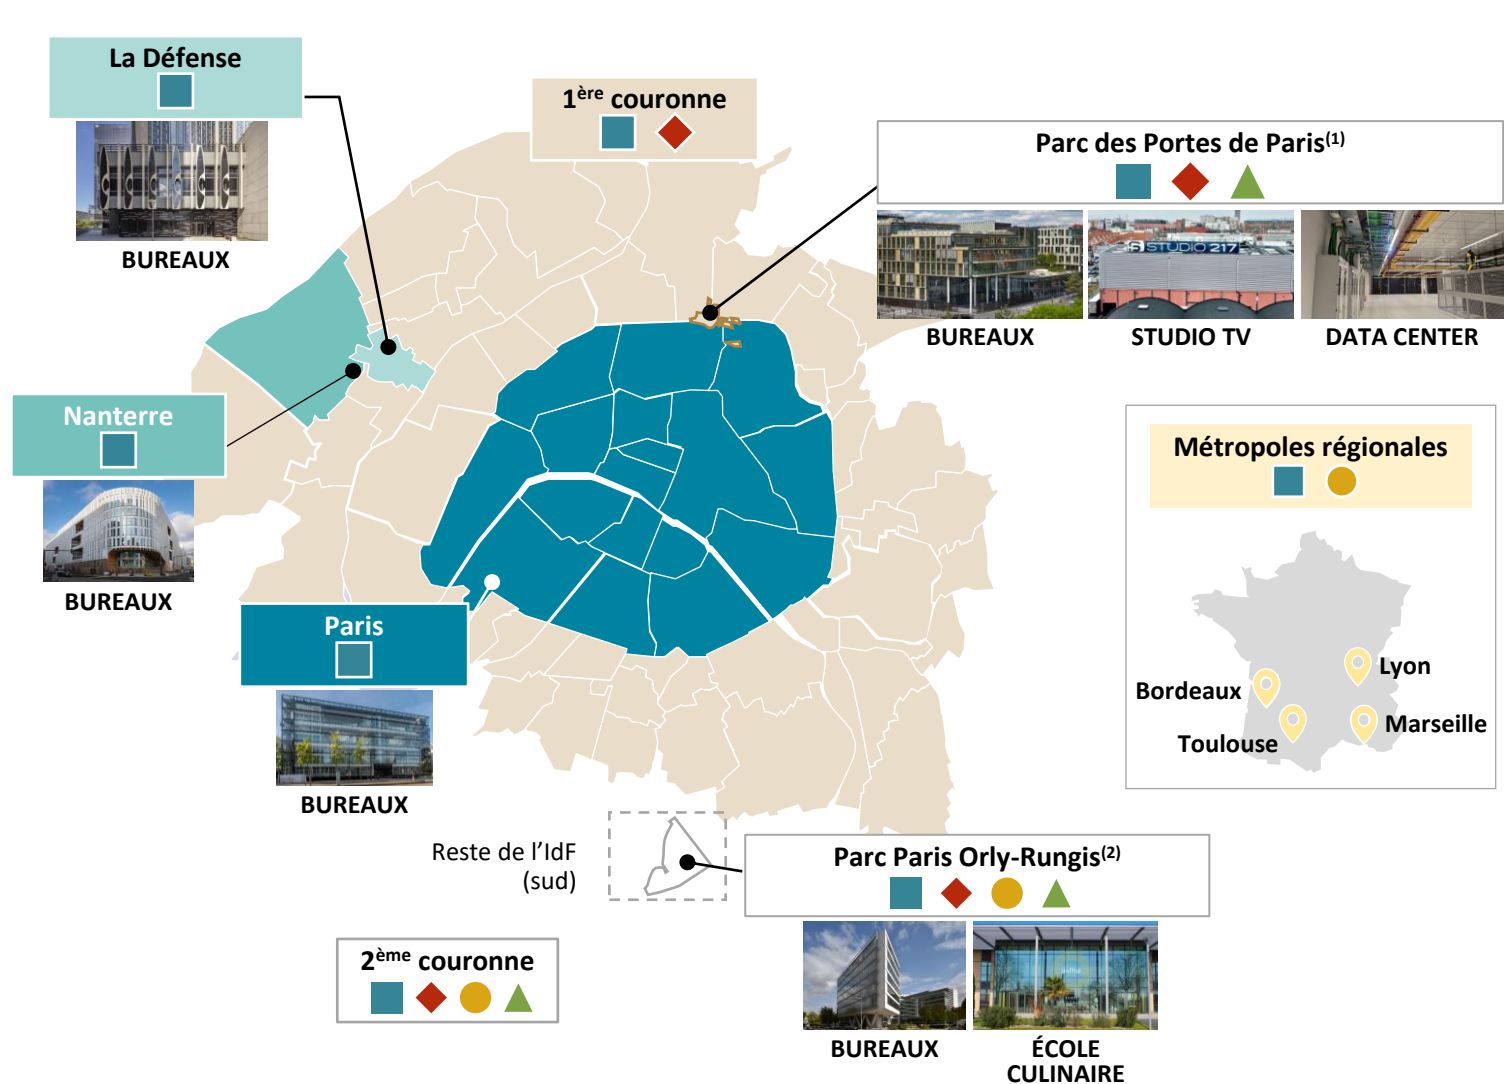 La Défense
BUREAUX
1ère couronne
Parc des Portes de Paris(1)
STUDIO 217
BUREAUX
STUDIO TV
DATA CENTER
Nanterre
BUREAUX
Métropoles régionales
Lyon
Bordeaux
Marseille
Toulouse
Paris
BUREAUX
Reste de l’IdF
(sud)
Parc Paris Orly-Rungis(2)
2ème couronne
BUREAUX
ÉCOLE
CULINAIRE